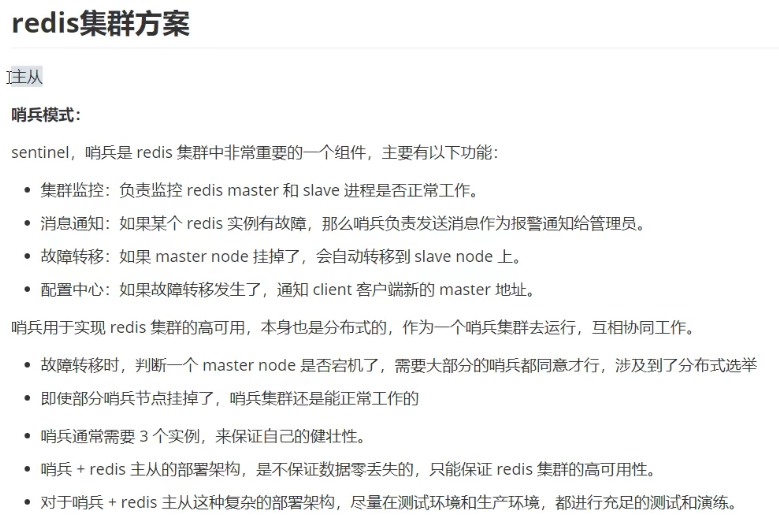 redis集群方案
主从
哨兵模式：
sentinel，哨兵是 redis 集群中非常重要的一个组件，主要有以下功能：
• 集群监控：负责监控 redis master 和 slave 进程是否正常工作。
• 消息通知：如果某个 redis 实例有故障，那么哨兵负责发送消息作为报警通知给管理员。
• 故障转移：如果 master node 挂掉了，会自动转移到 slave node 上。
• 配置中心：如果故障转移发生了，通知 client 客户端新的 master 地址。
哨兵用于实现 redis 集群的高可用，本身也是分布式的，作为一个哨兵集群去运行，互相协同工作。
• 故障转移时，判断一个 master node 是否宕机了，需要大部分的哨兵都同意才行，涉及到了分布式选举
• 即使部分哨兵节点挂掉了，哨兵集群还是能正常工作的
• 哨兵通常需要 3 个实例，来保证自己的健壮性。
• 哨兵 + redis 主从的部署架构，是不保证数据零丢失的，只能保证 redis 集群的高可用性。
• 对于哨兵 + redis 主从这种复杂的部署架构，尽量在测试环境和生产环境，都进行充足的测试和演练。